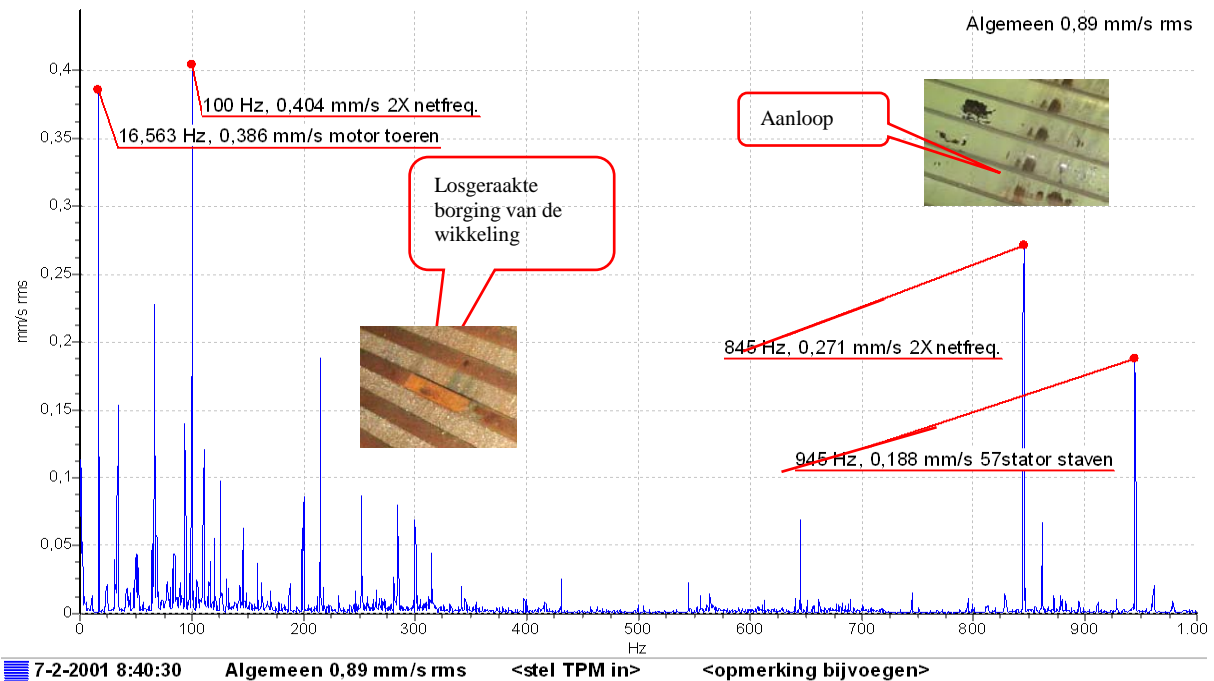 Algemeen 0,89 mm/s rms
100 Hz, 0,404 mm/s 2X netfreq.
16,563 Hz, 0,386 mm/s motor toeren
Aanloop
Losgeraakte
borging van de
wikkeling
845 Hz, 0,271 mm/s 2X netfreq.
945 Hz, 0,188 mm/s 57stator staven
mm/s rms
0,4
0,35
0,3
0,25
0,2
0,15
0,1
0,05
0
0 100 200 300 400 500 600 700 800 900 1.00
Hz
7-2-2001 8:40:30 Algemeen 0,89 mm/s rms <stel TPM in> <opmerking bijvoegen>